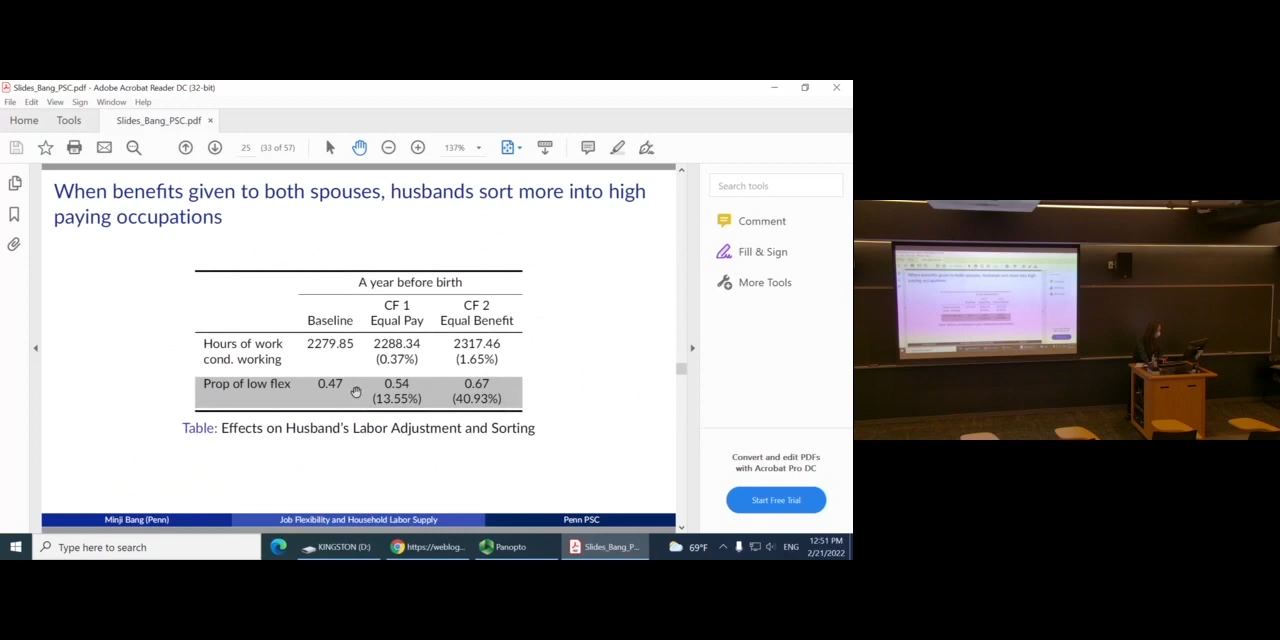 Slides_Bang_PSC.pdf - Adobe Acrobat Reader DC (32-bit)
File Edit View Sign Window Help
Home Tools Slides_Bang_PSC.pdf ×
25 (33 of 57) 137%
When benefits given to both spouses, husbands sort more into high
paying occupations
A year before birth
CF 1 CF 2
Baseline Equal Pay Equal Benefit
Hours of work 2279.85 2288.34 2317.46
cond. working (0.37%) (1.65%)
Prop of low flex 0.47 0.54 0.67
(13.55%) (40.93%)
Table: Effects on Husband's Labor Adjustment and Sorting
Minji Bang (Penn) Job Flexibility and Household Labor Supply Penn PSC
Search tools
Comment
Fill & Sign
More Tools
Convert and edit PDFs
with Acrobat Pro DC
Start Free Trial
Type here to search
KINGSTON (D:)
https://weblog...
Panopto
Slides_Bang_P...
69°F
ENG
12:51 PM
2/21/2022